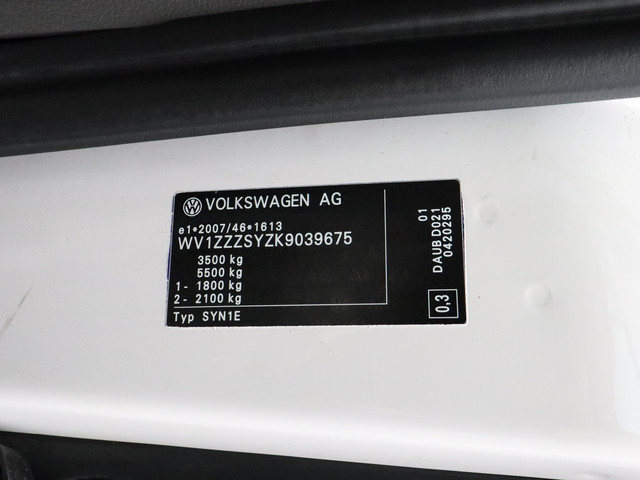 VOLKSWAGEN AG
e1*2007/46*1613
WV1ZZZSYZK9039675
3500 kg
5500 kg
1- 1800 kg
2- 2100 kg
Typ SYN1E
01
DAUB D021
0420295
0.3